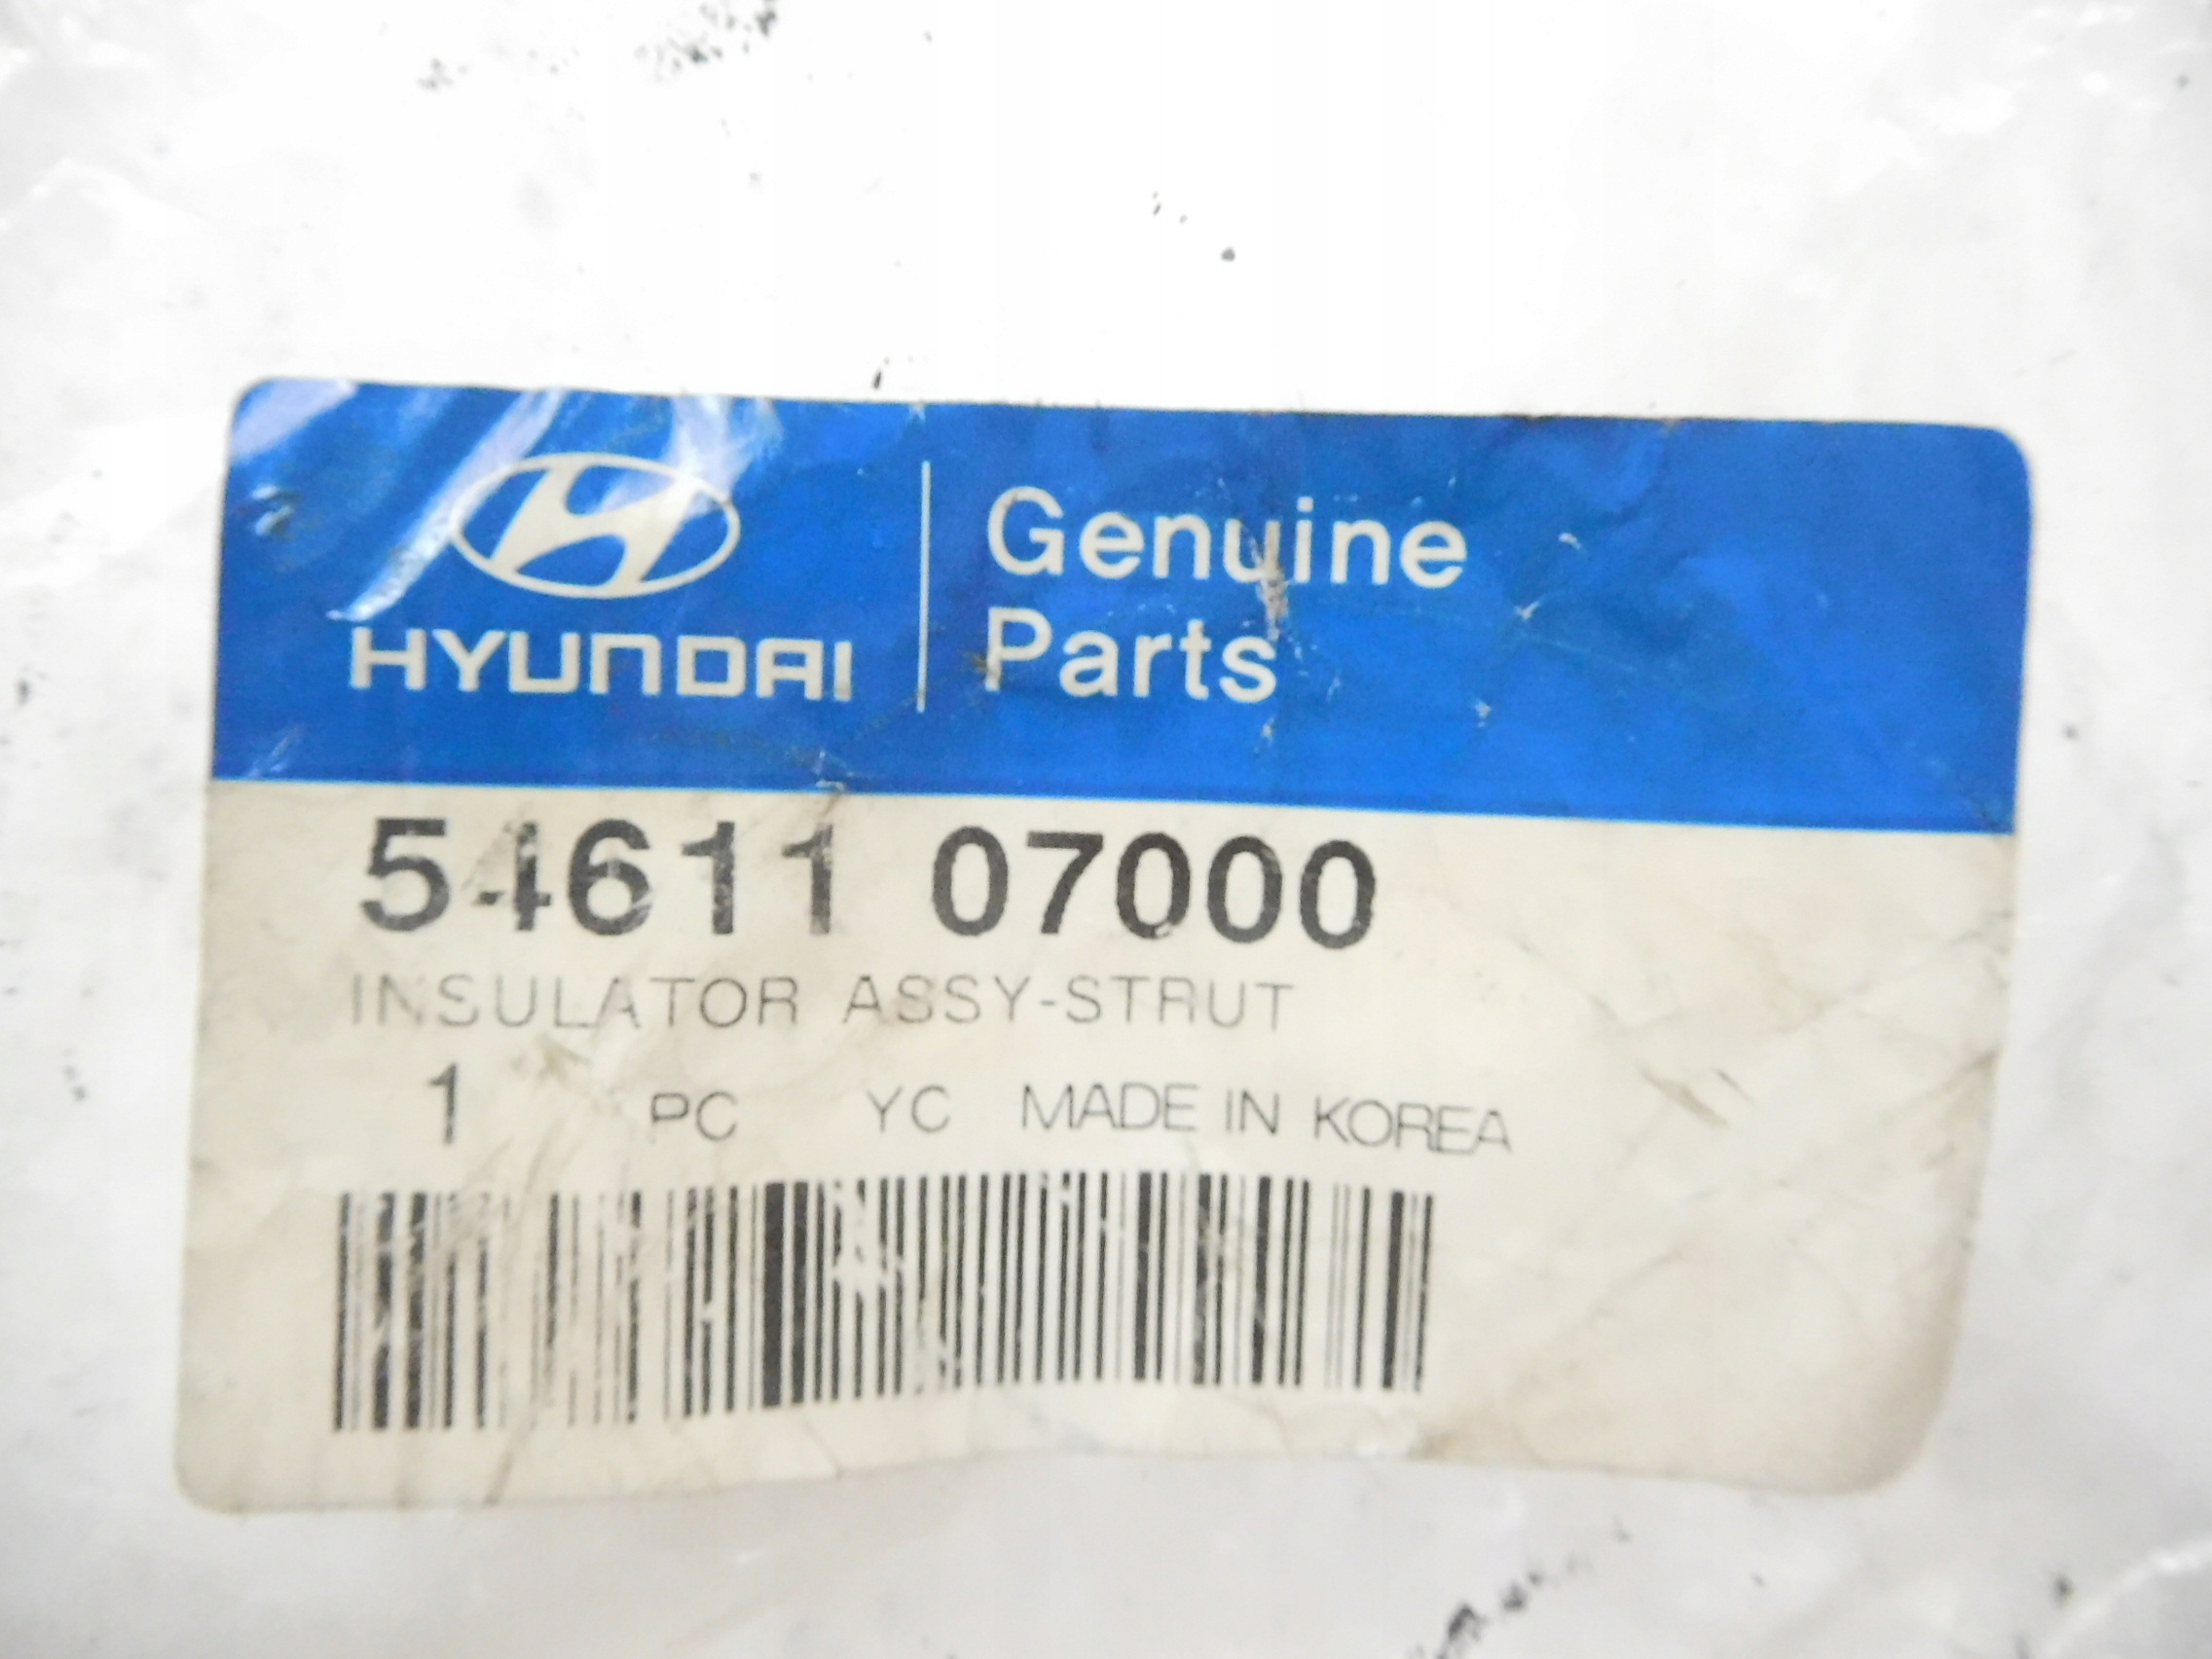 HYUNDAI
Genuine
Parts
54611 07000
INSULATOR ASSY-STRUT
1 PC YC MADE IN KOREA